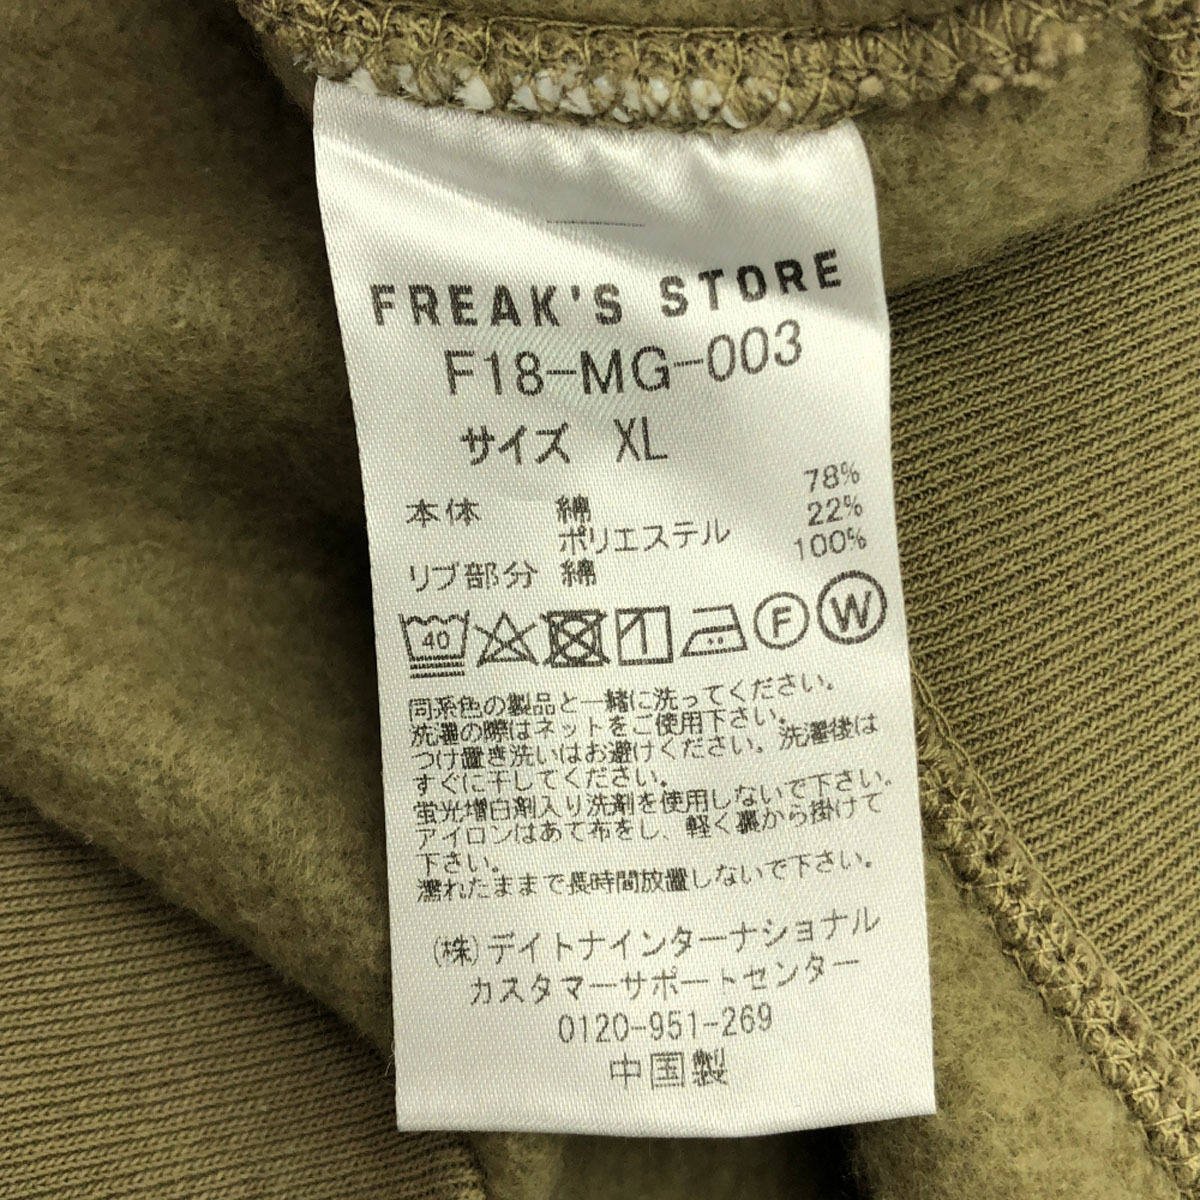 FREAK'S STORE
F18-MG-003
サイズ XL
78%
本体 綿 22%
ポリエステル 100%
リブ部分 綿
40 F W
同系色の製品と一緒に洗ってください。
洗濯の際はネットをご使用下さい。
つけ置き洗いはお避けください。洗濯後は
すぐに干してください。
蛍光増白剤入り洗剤を使用しないで下さい。
アイロンはあて布をし、軽く裏から掛けて
下さい。
濡れたままで長時間放置しないで下さい。
(株)デイトナインターナショナル
カスタマーサポートセンター
0120-951-269
中国製